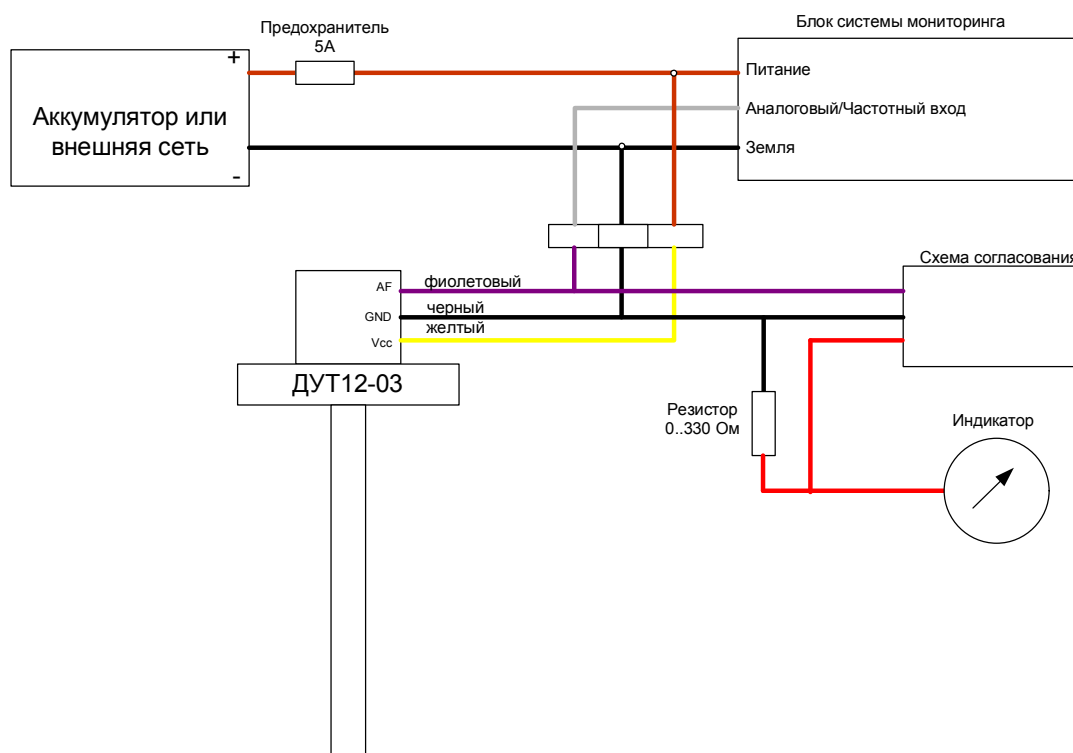 Предохранитель
5А
Блок системы мониторинга
+
Аккумулятор или
внешняя сеть
-
Питание
Аналоговый/Частотный вход
Земля
Схема согласования
AF
фиолетовый
GND
черный
Vcc
желтый
ДУТ12-03
Резистор
0..330 Ом
Индикатор